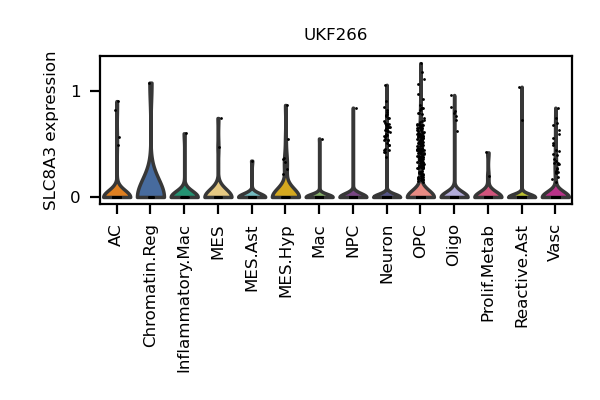 UKF266
SLC8A3 expression
1
0
AC
Chromatin.Reg
Inflammatory.Mac
MES
MES.Ast
MES.Hyp
Mac
NPC
Neuron
OPC
Oligo
Prolif.Metab
Reactive.Ast
Vasc